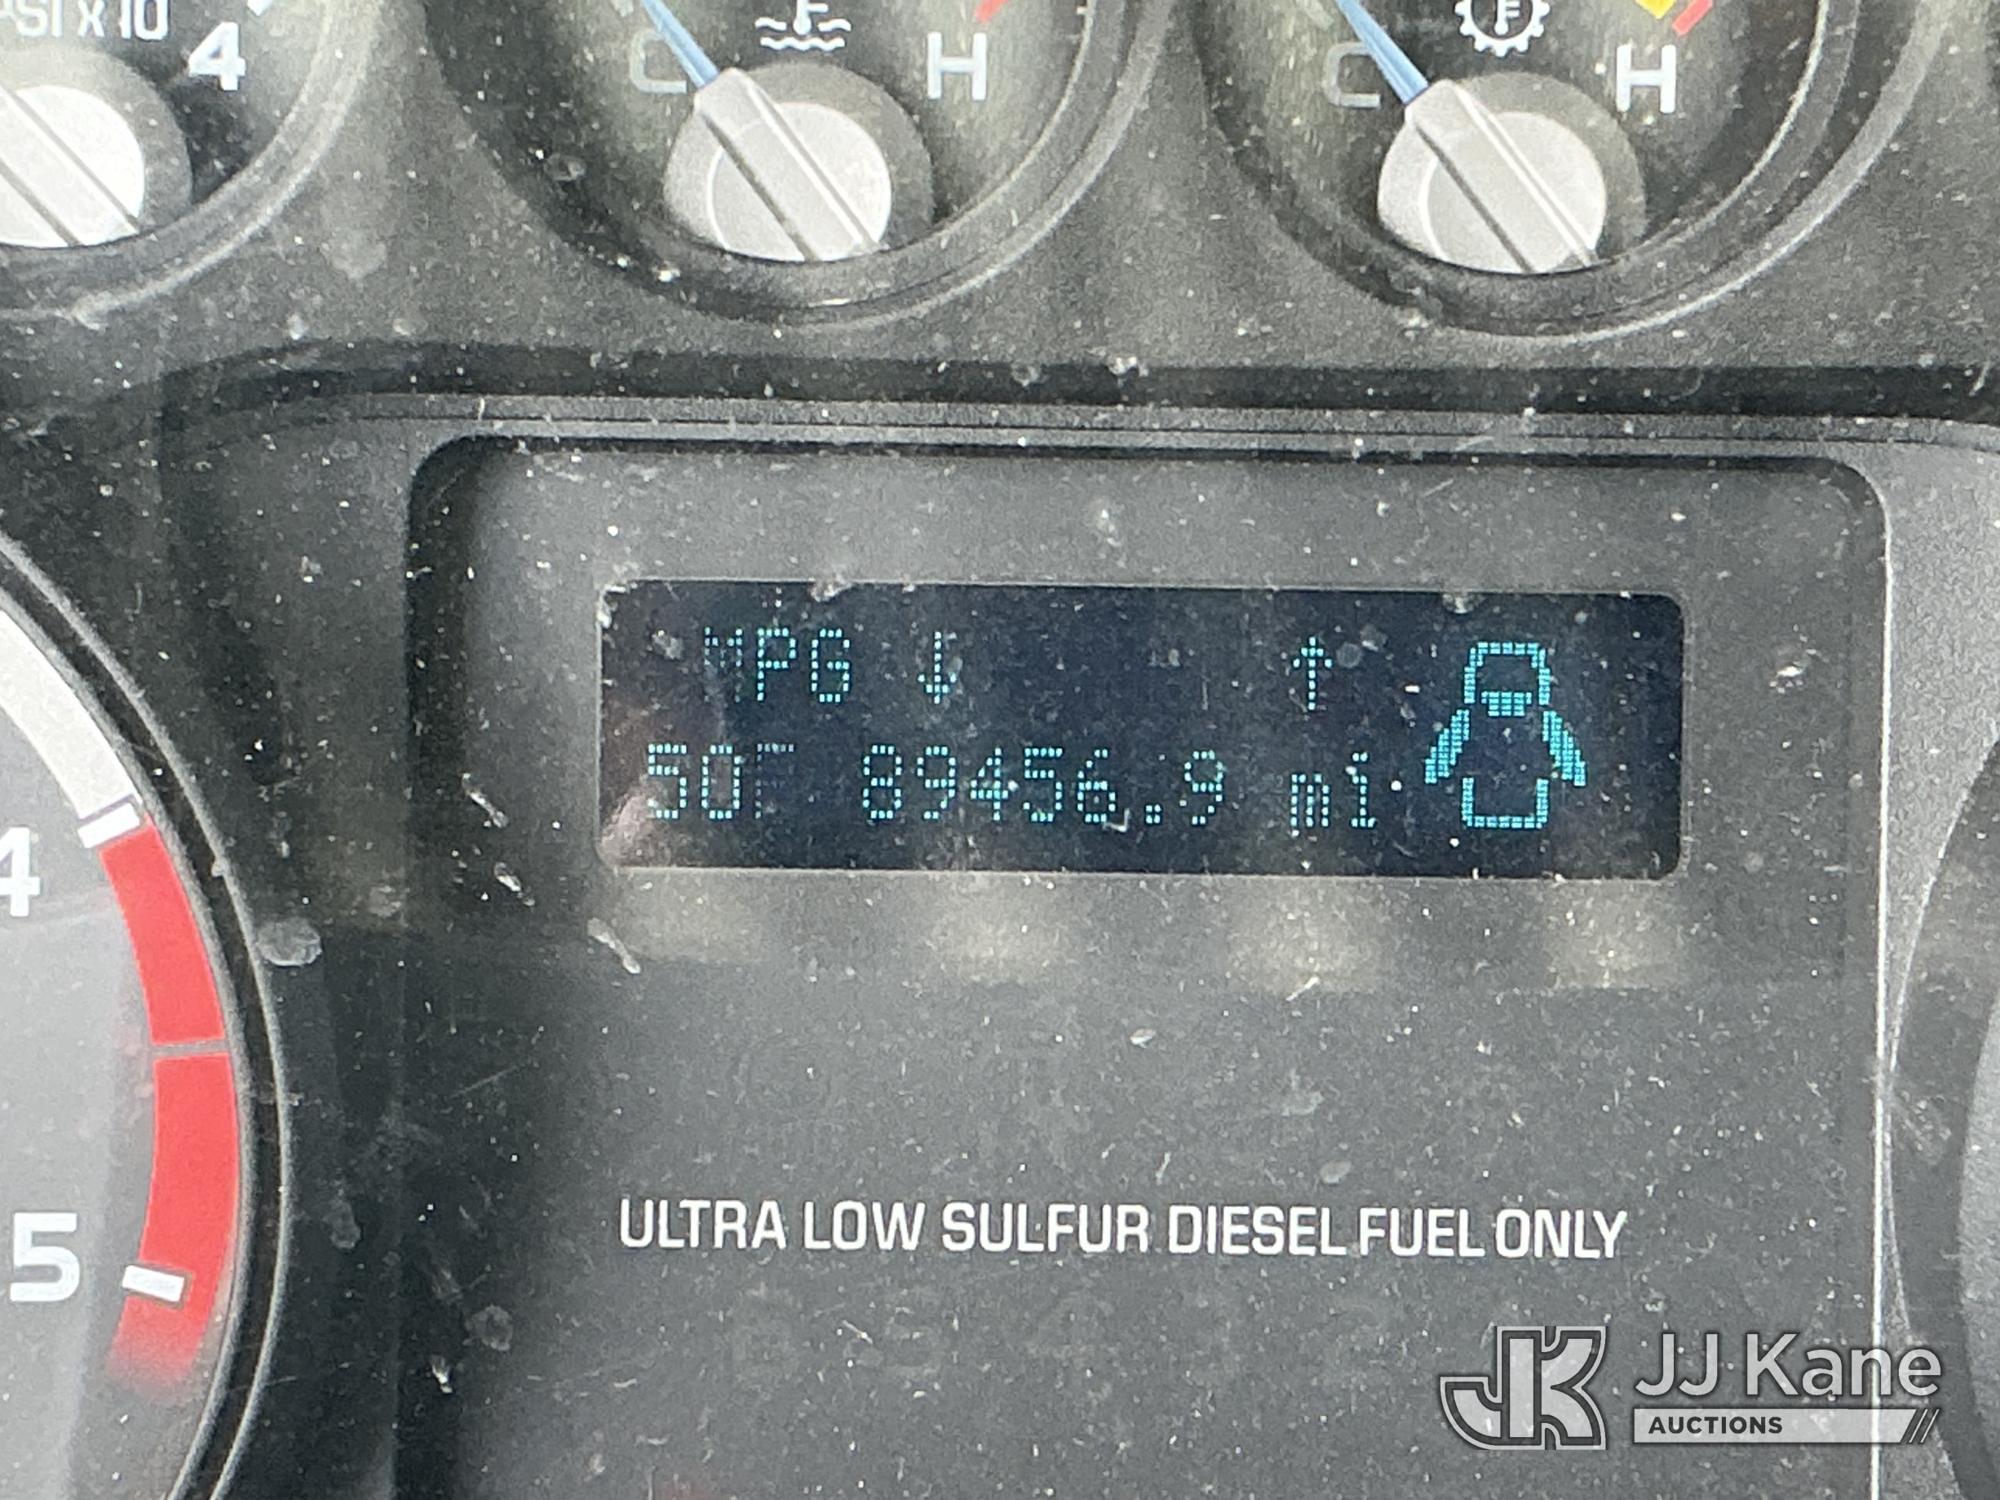 PSI x 10
4
C
H
F
C
H
MPG ↓ ↑
50F 89456.9 mi
4
5
ULTRA LOW SULFUR DIESEL FUEL ONLY
JK JJ Kane
AUCTIONS